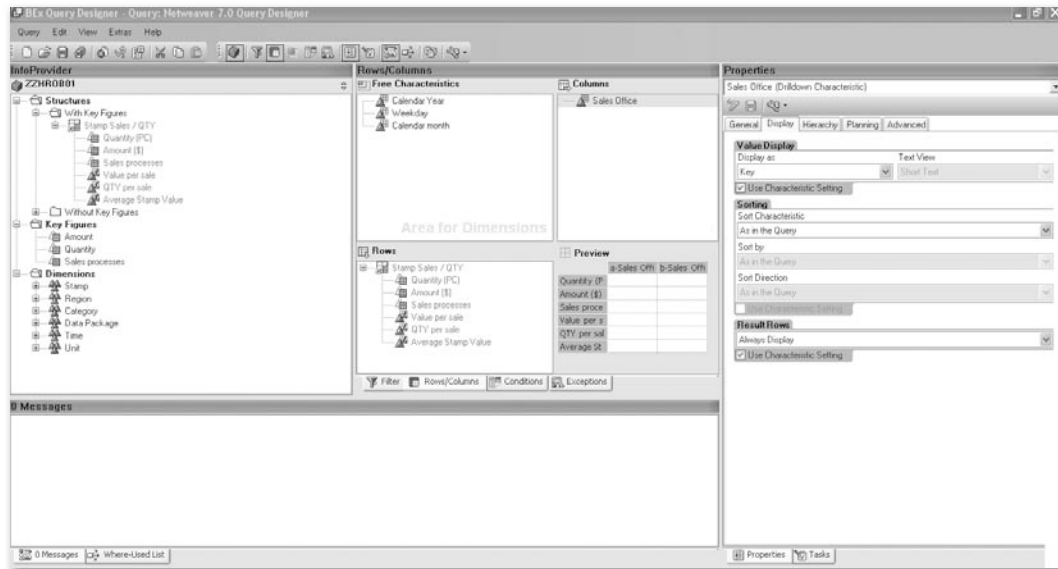 BEx Query Designer - Query: Netweaver 7.0 Query Designer
Query Edit View Extras Help
InfoProvider
ZZHROB01
Structures
With Key Figures
Stamp Sales / QTY
Quantity (PC)
Amount ($)
Sales processes
Value per sale
QTY per sale
Average Stamp Value
Without Key Figures
Key Figures
Amount
Quantity
Sales processes
Dimensions
Stamp
Region
Category
Data Package
Time
Unit
Rows/Columns
Free Characteristics
Calendar Year
Weekday
Calendar month
Area for Dimensions
Columns
Sales Office
Rows
Stamp Sales / QTY
Quantity (PC)
Amount ($)
Sales processes
Value per sale
QTY per sale
Average Stamp Value
Preview
a-Sales Offi b-Sales Offi
Quantity (P
Amount ($)
Sales proce
Value per s
QTY per sal
Average St
Filter Rows/Columns Conditions Exceptions
Properties
Sales Office (Drilldown Characteristic)
General Display Hierarchy Planning Advanced
Value Display
Display as Text View
Key Short Text
Use Characteristic Setting
Sorting
Sort Characteristic
As in the Query
Sort by
As in the Query
Sort Direction
As in the Query
Use Characteristic Setting
Result Rows
Always Display
Use Characteristic Setting
0 Messages
0 Messages Where-Used List
Properties Tasks